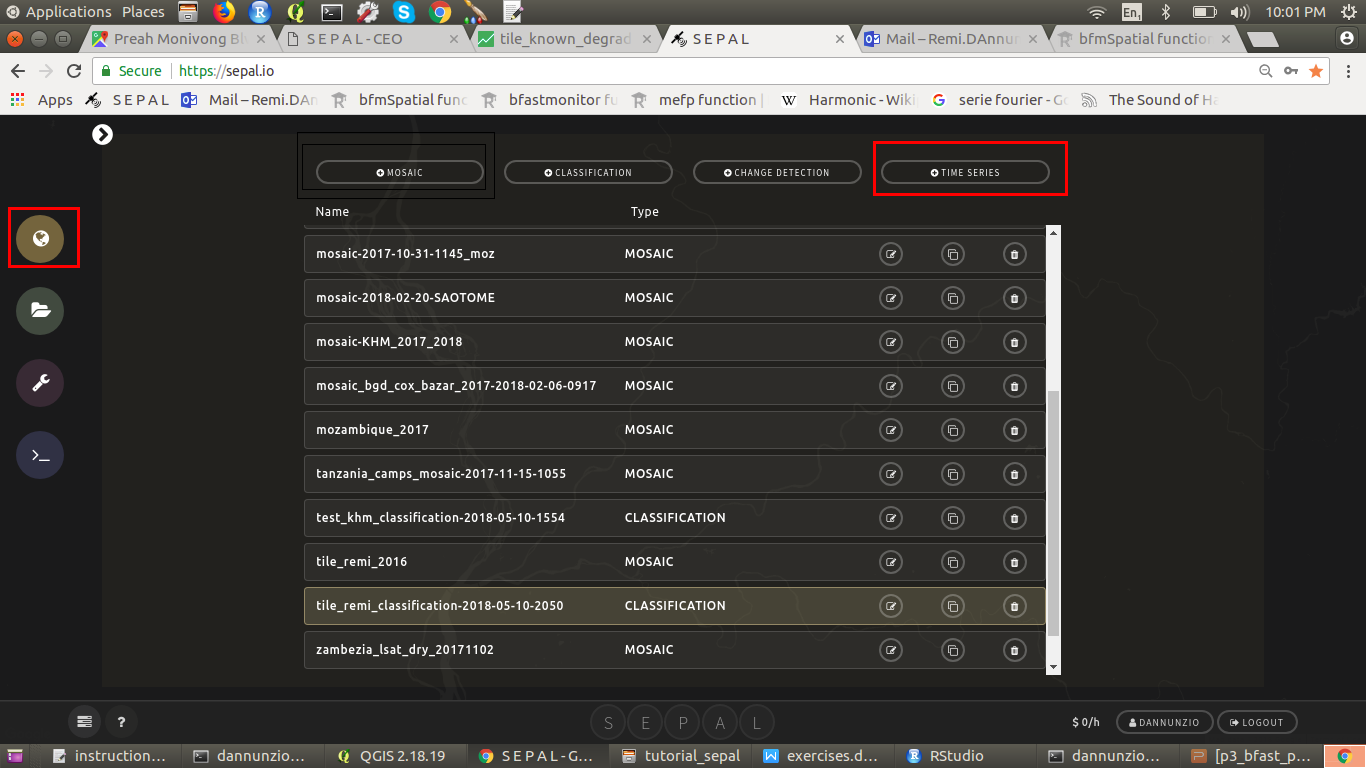 Applications Places En₁ 10:01 PM
Preah Monivong Bl S E P A L - CEO tile_known_degrad S E P A L Mail – Remi.DAnnun bfmSpatial function
Secure https://sepal.io
Apps S E P A L Mail – Remi.DAn bfmSpatial func bfastmonitor fu mefp function | W Harmonic - Wiki serie fourier - Go The Sound of Ha
MOSAIC CLASSIFICATION CHANGE DETECTION TIME SERIES
Name Type
mosaic-2017-10-31-1145_moz MOSAIC
mosaic-2018-02-20-SAOTOME MOSAIC
mosaic-KHM_2017_2018 MOSAIC
mosaic_bgd_cox_bazar_2017-2018-02-06-0917 MOSAIC
mozambique_2017 MOSAIC
tanzania_camps_mosaic-2017-11-15-1055 MOSAIC
test_khm_classification-2018-05-10-1554 CLASSIFICATION
tile_remi_2016 MOSAIC
tile_remi_classification-2018-05-10-2050 CLASSIFICATION
zambezia_lsat_dry_20171102 MOSAIC
? S E P A L $ 0/h DANNUNZIO LOGOUT
instruction... dannunzio... QGIS 2.18.19 S E P A L - G... tutorial_sepal exercises.d... RStudio dannunzio... [p3_bfast_p...